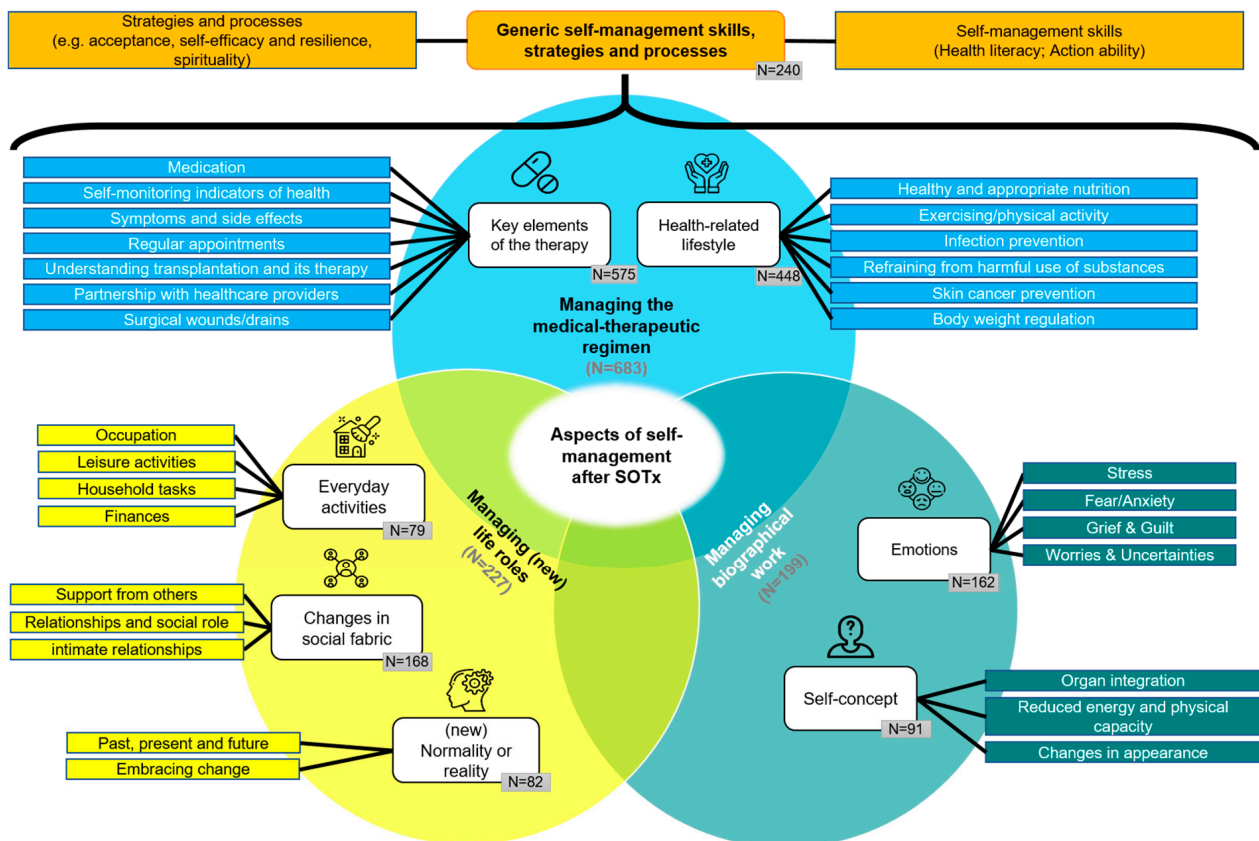 Strategies and processes
(e.g. acceptance, self-efficacy and resilience,
spirituality)
Generic self-management skills,
strategies and processes
N=240
Self-management skills
(Health literacy; Action ability)
Medication
Self-monitoring indicators of health
Symptoms and side effects
Regular appointments
Understanding transplantation and its therapy
Partnership with healthcare providers
Surgical wounds/drains
Key elements
of the therapy
N=575
Health-related
lifestyle
N=448
Healthy and appropriate nutrition
Exercising/physical activity
Infection prevention
Refraining from harmful use of substances
Skin cancer prevention
Body weight regulation
Managing the
medical-therapeutic
regimen
(N=683)
Aspects of self-
management
after SOTx
Occupation
Leisure activities
Household tasks
Finances
Everyday
activities
N=79
Support from others
Relationships and social role
intimate relationships
Changes in
social fabric
N=168
Past, present and future
Embracing change
(new)
Normality or
reality
N=82
Managing (new)
life roles
(N=227)
Managing
biographical
work
(N=199)
Emotions
N=162
Stress
Fear/Anxiety
Grief & Guilt
Worries & Uncertainties
?
Self-concept
N=91
Organ integration
Reduced energy and physical
capacity
Changes in appearance